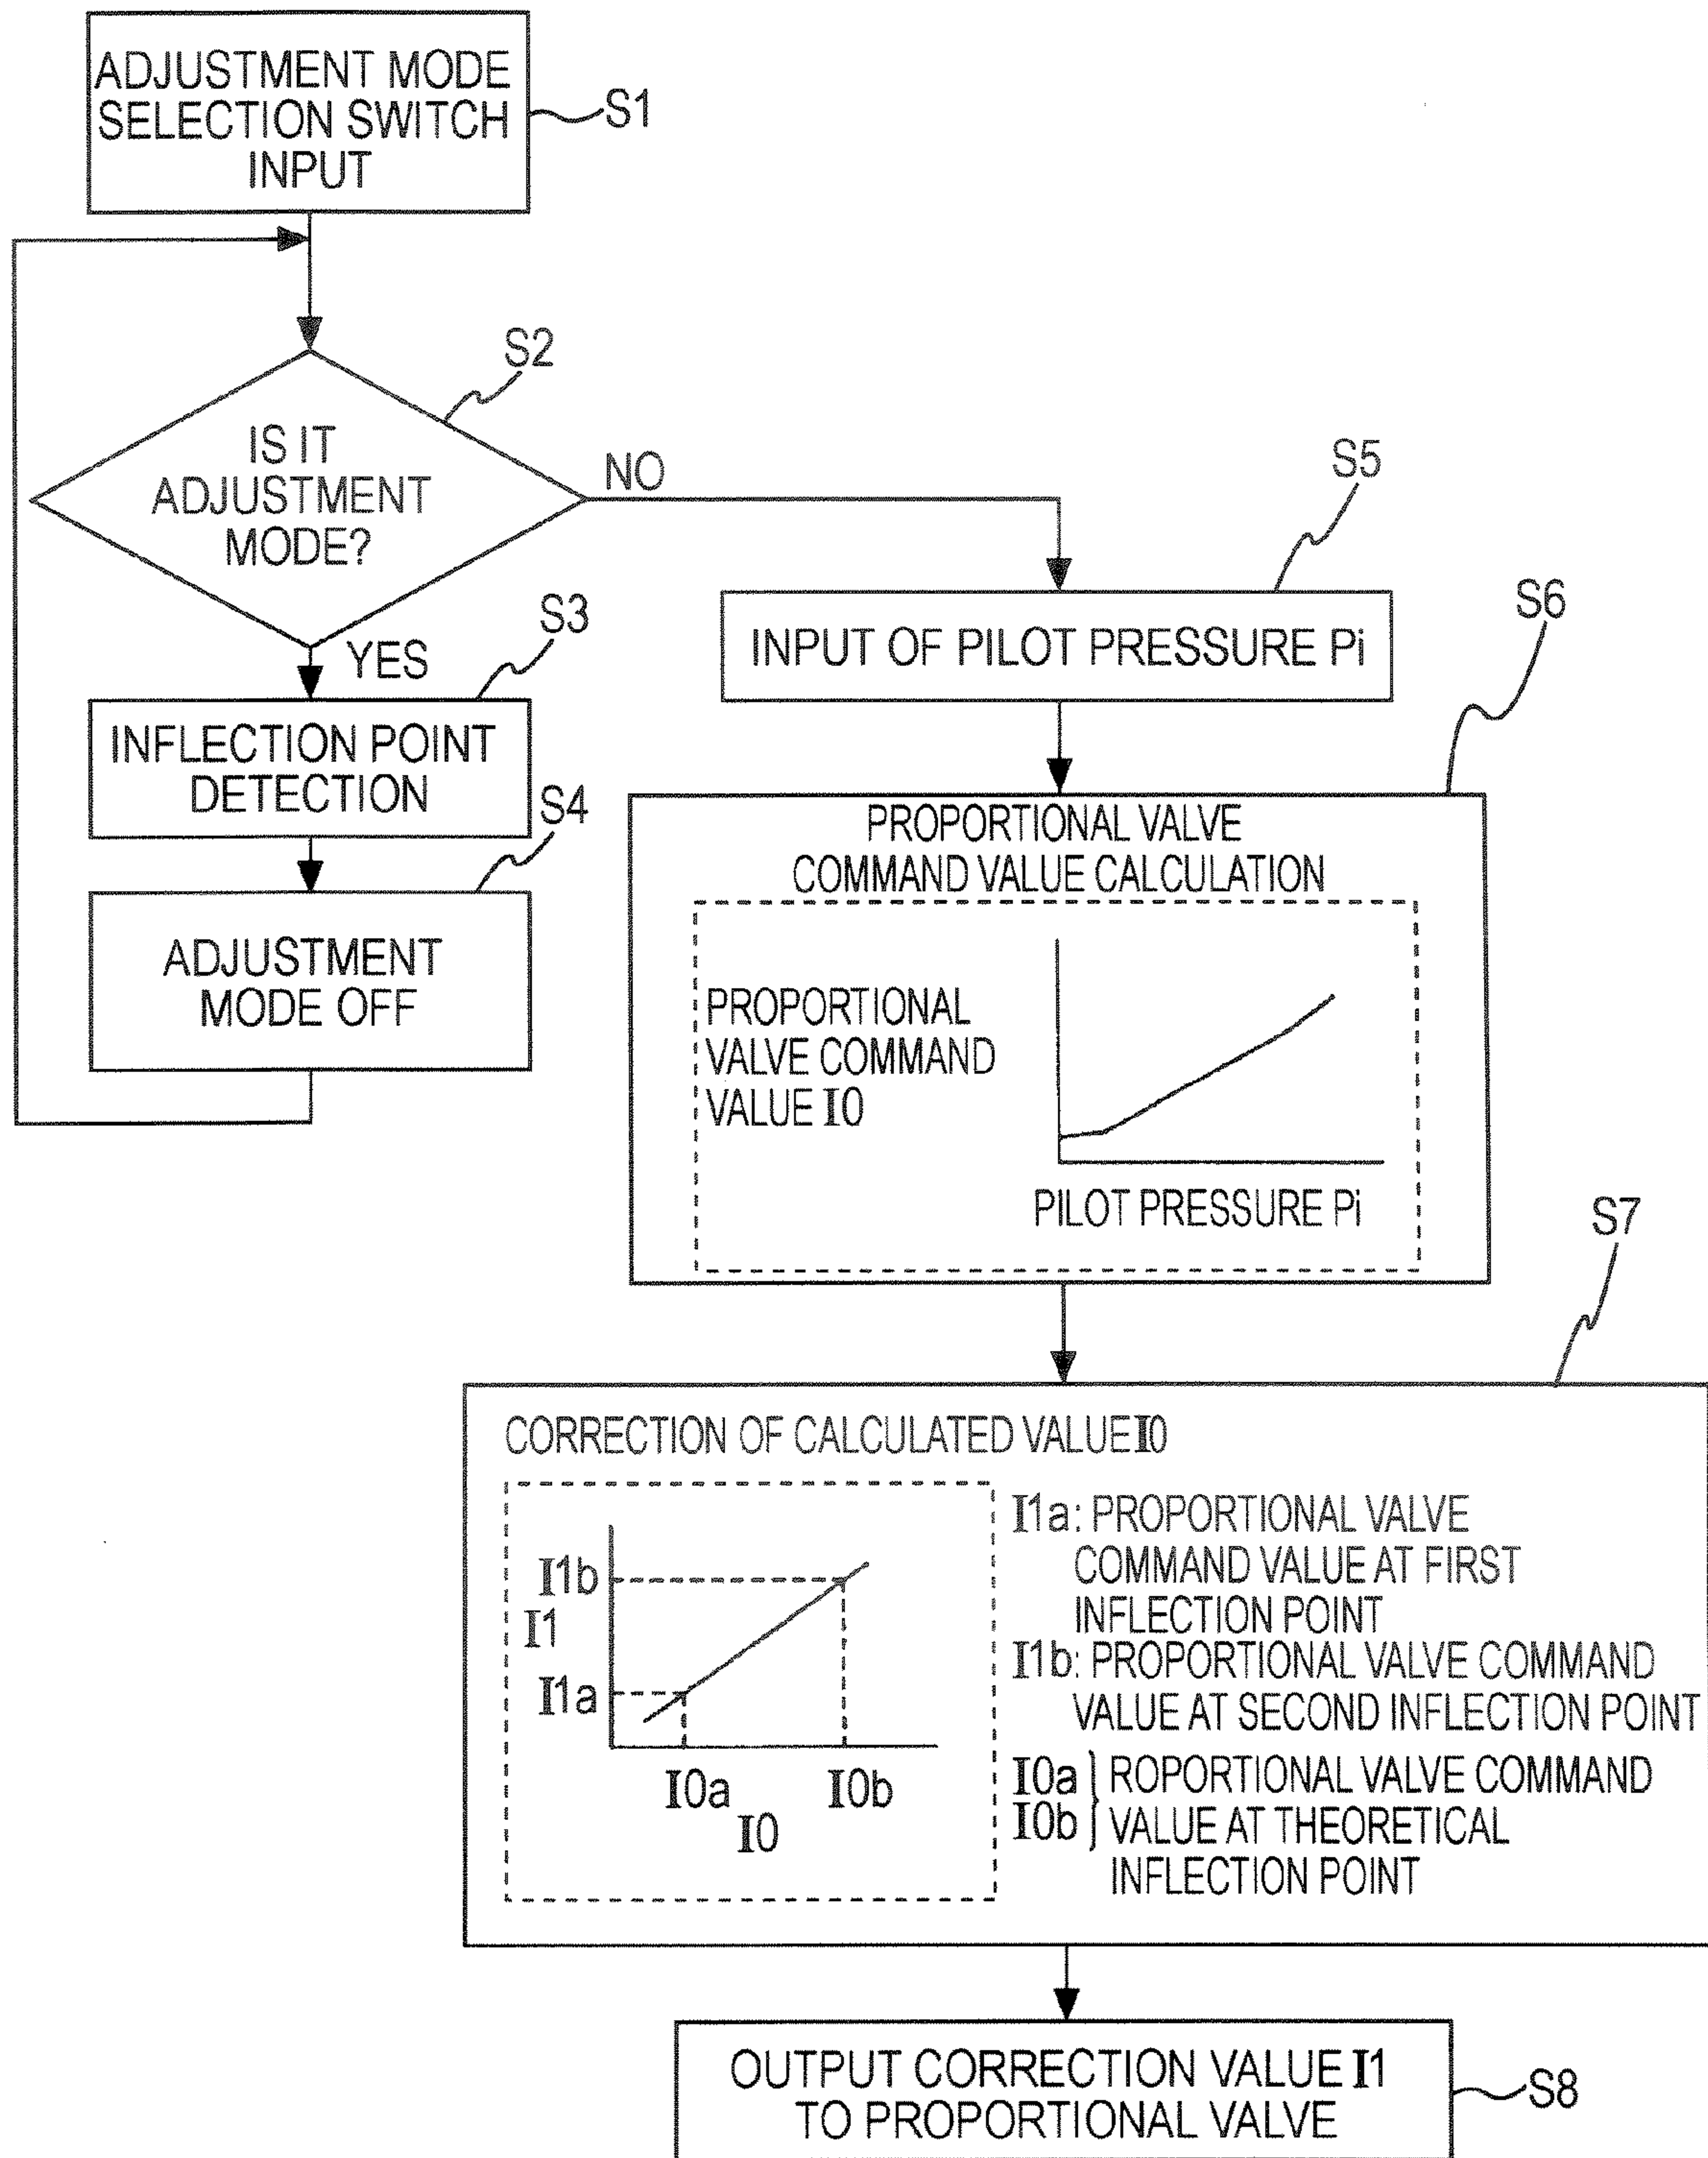 ADJUSTMENT MODE
SELECTION SWITCH
INPUT
S1
S2
IS IT
ADJUSTMENT
MODE?
NO
YES
S3
INFLECTION POINT
DETECTION
S4
ADJUSTMENT
MODE OFF
S5
INPUT OF PILOT PRESSURE Pi
S6
PROPORTIONAL VALVE
COMMAND VALUE CALCULATION
PROPORTIONAL
VALVE COMMAND
VALUE I0
PILOT PRESSURE Pi
S7
CORRECTION OF CALCULATED VALUE I0
I1b
I1
I1a
I0a
I0b
I0
I1a: PROPORTIONAL VALVE
COMMAND VALUE AT FIRST
INFLECTION POINT
I1b: PROPORTIONAL VALVE COMMAND
VALUE AT SECOND INFLECTION POINT
I0a } ROPORTIONAL VALVE COMMAND
I0b } VALUE AT THEORETICAL
INFLECTION POINT
OUTPUT CORRECTION VALUE I1
TO PROPORTIONAL VALVE
S8